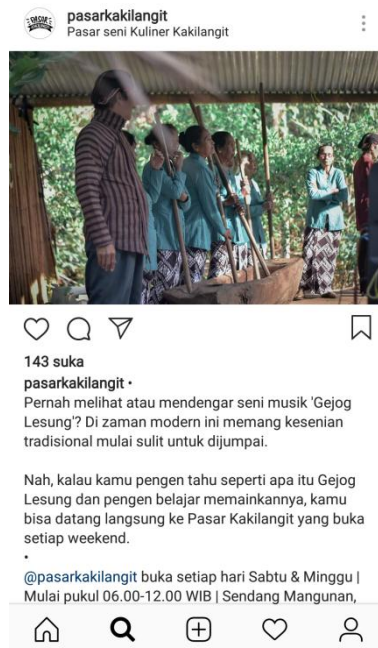 pasarkakilangit
Pasar seni Kuliner Kakilangit
143 suka
pasarkakilangit •
Pernah melihat atau mendengar seni musik 'Gejog
Lesung'? Di zaman modern ini memang kesenian
tradisional mulai sulit untuk dijumpai.
Nah, kalau kamu pengen tahu seperti apa itu Gejog
Lesung dan pengen belajar memainkannya, kamu
bisa datang langsung ke Pasar Kakilangit yang buka
setiap weekend.
•
@pasarkakilangit buka setiap hari Sabtu & Minggu |
Mulai pukul 06.00-12.00 WIB | Sendang Mangunan,